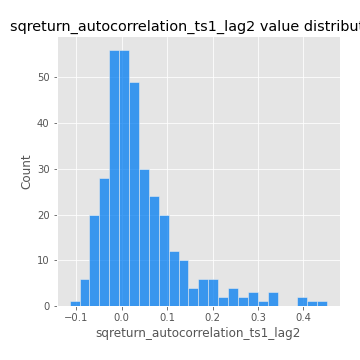 sqreturn_autocorrelation_ts1_lag2 value distribut
50
40
30
20
10
0
Count
−0.1 0.0 0.1 0.2 0.3 0.4
sqreturn_autocorrelation_ts1_lag2